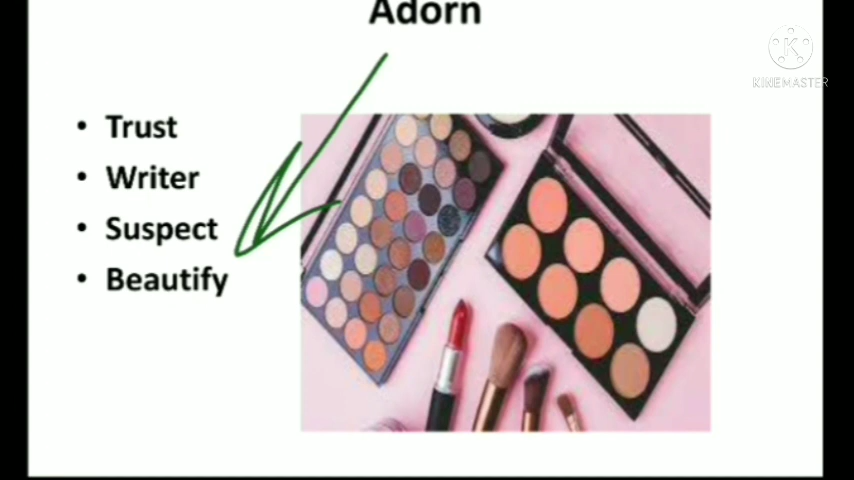 Adorn
K
KINEMASTER
• Trust
• Writer
• Suspect
• Beautify